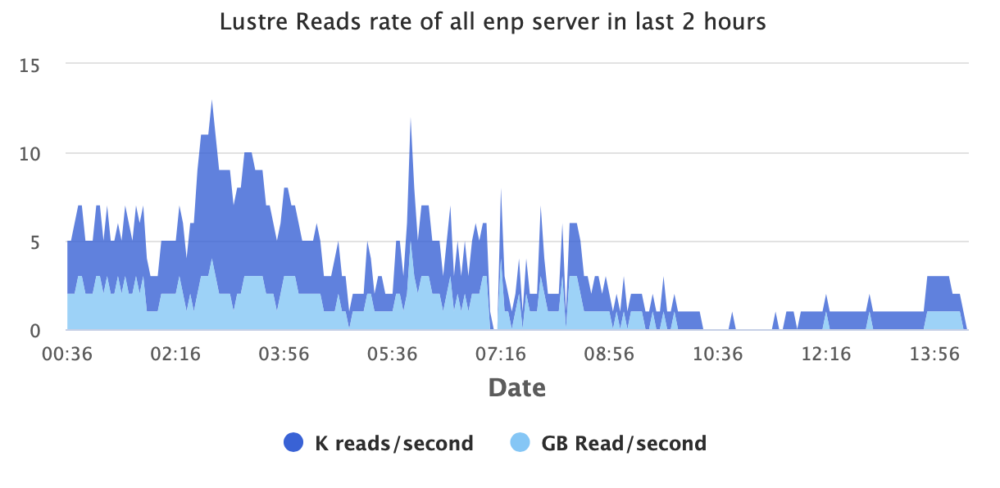 Lustre Reads rate of all enp server in last 2 hours
15
10
5
0
00:36 02:16 03:56 05:36 07:16 08:56 10:36 12:16 13:56
Date
K reads/second GB Read/second